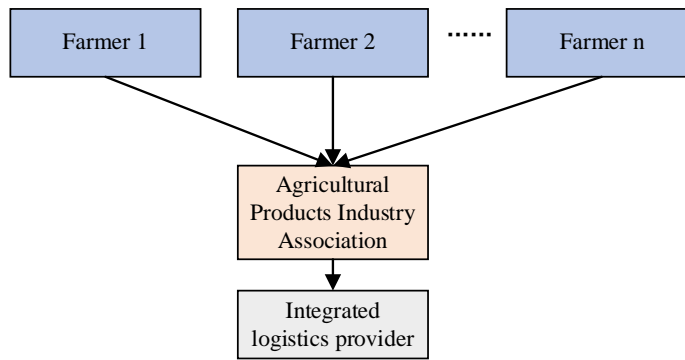 Farmer 1
Farmer 2
......
Farmer n
Agricultural
Products Industry
Association
Integrated
logistics provider